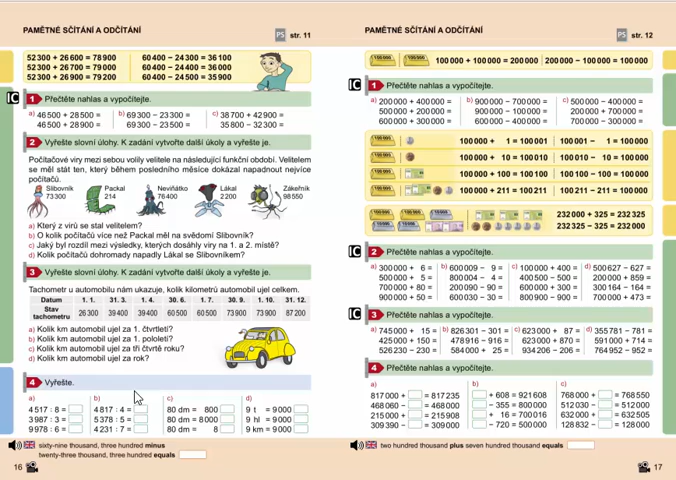 PAMĚTNÉ SČÍTÁNÍ A ODČÍTÁNÍ
PS str. 11
52 300 + 26 600 = 78 900
60 400 − 24 300 = 36 100
52 300 + 26 700 = 79 000
60 400 − 24 400 = 36 000
52 300 + 26 900 = 79 200
60 400 − 24 500 = 35 900
1 Přečtěte nahlas a vypočítejte.
a) 46 500 + 28 500 = b) 69 300 − 23 300 = c) 38 700 + 42 900 =
46 500 + 28 900 = 69 300 − 23 500 = 35 800 − 32 300 =
2 Vyřešte slovní úlohy. K zadání vytvořte další úkoly a vyřešte je.
Počítačové viry mezi sebou volily velitele na následující funkční období. Velitelem
se měl stát ten, který během posledního měsíce dokázal napadnout nejvíce
počítačů.
Slibovník Packal Neviňátko Lákal Zákeřník
73 300 214 76 400 2 200 98 550
a) Který z virů se stal velitelem?
b) O kolik počítačů více než Packal měl na svědomí Slibovník?
c) Jaký byl rozdíl mezi výsledky, kterých dosáhly viry na 1. a 2. místě?
d) Kolik počítačů dohromady napadly Lákal se Slibovníkem?
3 Vyřešte slovní úlohy. K zadání vytvořte další úkoly a vyřešte je.
Tachometr u automobilu nám ukazuje, kolik kilometrů automobil ujel celkem.
Datum 1. 1. 31. 3. 1. 4. 30. 6. 1. 7. 30. 9. 1. 10. 31. 12.
Stav tachometru 26 300 39 400 39 400 60 500 60 500 73 900 73 900 87 200
a) Kolik km automobil ujel za 1. čtvrtletí?
b) Kolik km automobil ujel za 1. pololetí?
c) Kolik km automobil ujel za tři čtvrtě roku?
d) Kolik km automobil ujel za rok?
4 Vyřešte.
a) b) c) d)
4 517 : 8 = 4 817 : 4 = 80 dm = 800 9 t = 9 000
3 987 : 3 = 5 378 : 5 = 80 dm = 8 000 9 hl = 9 000
9 978 : 6 = 4 231 : 7 = 80 dm = 8 9 km = 9 000
sixty-nine thousand, three hundred minus
twenty-three thousand, three hundred equals
16
PAMĚTNÉ SČÍTÁNÍ A ODČÍTÁNÍ
PS str. 12
100 000 100 000 100 000 + 100 000 = 200 000 200 000 − 100 000 = 100 000
1 Přečtěte nahlas a vypočítejte.
a) 200 000 + 400 000 = b) 900 000 − 700 000 = c) 500 000 − 400 000 =
500 000 + 200 000 = 900 000 − 100 000 = 200 000 + 700 000 =
600 000 + 300 000 = 600 000 − 400 000 = 700 000 − 300 000 =
100 000 100 000 + 1 = 100 001 100 001 − 1 = 100 000
100 000 100 000 + 10 = 100 010 100 010 − 10 = 100 000
100 000 100 000 + 100 = 100 100 100 100 − 100 = 100 000
100 000 100 000 + 211 = 100 211 100 211 − 211 = 100 000
232 000 + 325 = 232 325
232 325 − 325 = 232 000
2 Přečtěte nahlas a vypočítejte.
a) 300 000 + 6 = b) 600 009 − 9 = c) 100 000 + 400 = d) 500 627 − 627 =
500 000 + 5 = 800 004 − 4 = 400 500 − 500 = 200 000 + 859 =
700 000 + 80 = 200 090 − 90 = 600 000 + 300 = 300 164 − 164 =
900 000 + 50 = 600 030 − 30 = 800 900 − 900 = 700 000 + 473 =
3 Přečtěte nahlas a vypočítejte.
a) 745 000 + 15 = b) 826 301 − 301 = c) 623 000 + 87 = d) 355 781 − 781 =
425 000 + 150 = 478 916 − 916 = 623 000 + 870 = 591 000 + 714 =
526 230 − 230 = 584 000 + 25 = 934 206 − 206 = 764 952 − 952 =
4 Přečtěte nahlas a vypočítejte.
a) b) c)
817 000 + = 817 235 + 608 = 921 608 768 000 + = 768 550
468 060 − = 468 000 − 355 = 800 000 512 030 − = 512 000
215 000 + = 215 908 + 16 = 700 016 632 000 + = 632 505
309 390 − = 309 000 − 720 = 500 000 128 832 − = 128 000
two hundred thousand plus seven hundred thousand equals
17